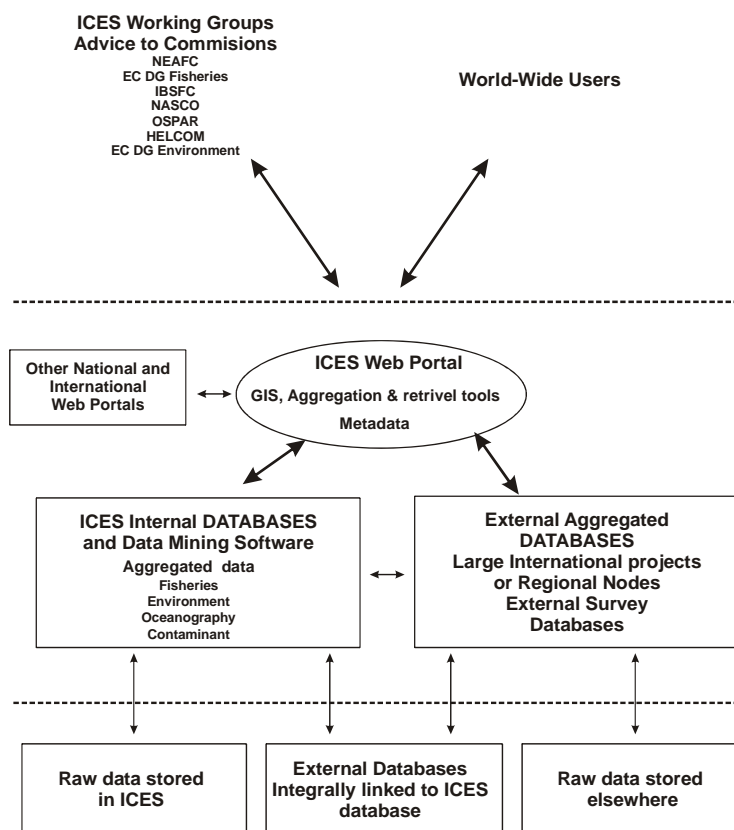 ICES Working Groups
Advice to Commisions
NEAFC
EC DG Fisheries
IBSFC
NASCO
OSPAR
HELCOM
EC DG Environment
World-Wide Users
Other National and
International
Web Portals
ICES Web Portal
GIS, Aggregation & retrivel tools
Metadata
ICES Internal DATABASES
and Data Mining Software
Aggregated data
Fisheries
Environment
Oceanography
Contaminant
External Aggregated
DATABASES
Large International projects
or Regional Nodes
External Survey
Databases
Raw data stored
in ICES
External Databases
Integrally linked to ICES
database
Raw data stored
elsewhere